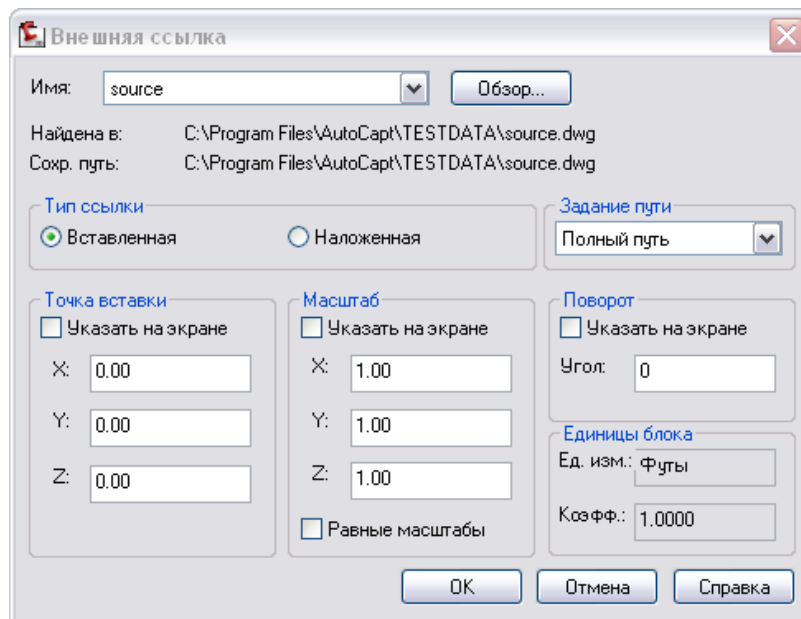 Внешняя ссылка
Имя: source Обзор...
Найдена в: C:\Program Files\AutoCapt\TESTDATA\source.dwg
Сохр. путь: C:\Program Files\AutoCapt\TESTDATA\source.dwg
Тип ссылки Задание пути
Вставленная Наложенная Полный путь
Точка вставки Масштаб Поворот
Указать на экране Указать на экране Указать на экране
X: 0.00 X: 1.00 Угол: 0
Y: 0.00 Y: 1.00 Единицы блока
Z: 0.00 Z: 1.00 Ед. изм.: Футы
Равные масштабы Коэфф.: 1.0000
OK Отмена Справка